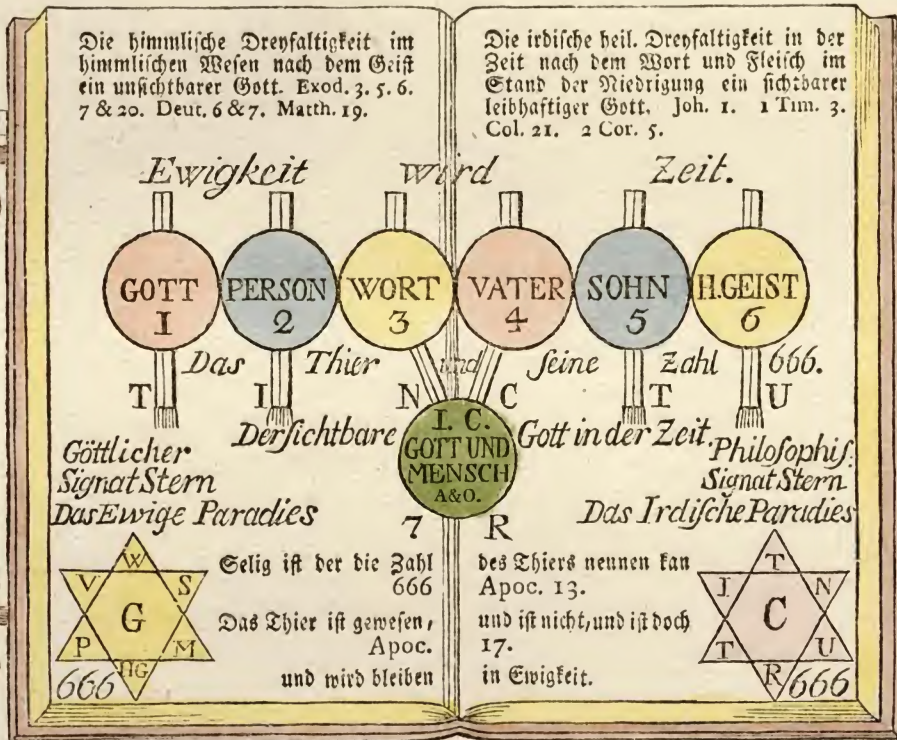 Die himmlische Dreyfaltigkeit im
himmlischen Wesen nach dem Geist
ein unsichtbarer Gott. Exod. 3. 5. 6.
7 & 20. Deut. 6 & 7. Matth. 19.
Die irdische heil. Dreyfaltigkeit in der
Zeit nach dem Wort und Fleisch im
Stand der Niedrigung ein sichtbarer
leibhaftiger Gott. Joh. 1. 1 Tim. 3.
Col. 21. 2 Cor. 5.
Ewigkeit wird Zeit.
GOTT PERSON WORT VATER SOHN H.GEIST
1 2 3 4 5 6
Das Thier und seine Zahl 666.
T I N C T U
Der sichtbare Gott in der Zeit.
I. C.
GOTT UND
MENSCH
A&O.
7 R
Göttlicher
Signat Stern
Das Ewige Paradies
Philosophis.
Signat Stern
Das Irdische Paradies
W
V S
G
P M
HG
666
Selig ist der die Zahl des Thiers nennen kan
666 Apoc. 13.
Das Thier ist gewesen, und ist nicht, und ist doch
Apoc. 17.
und wird bleiben in Ewigkeit.
T
I N
C
T U
R
666